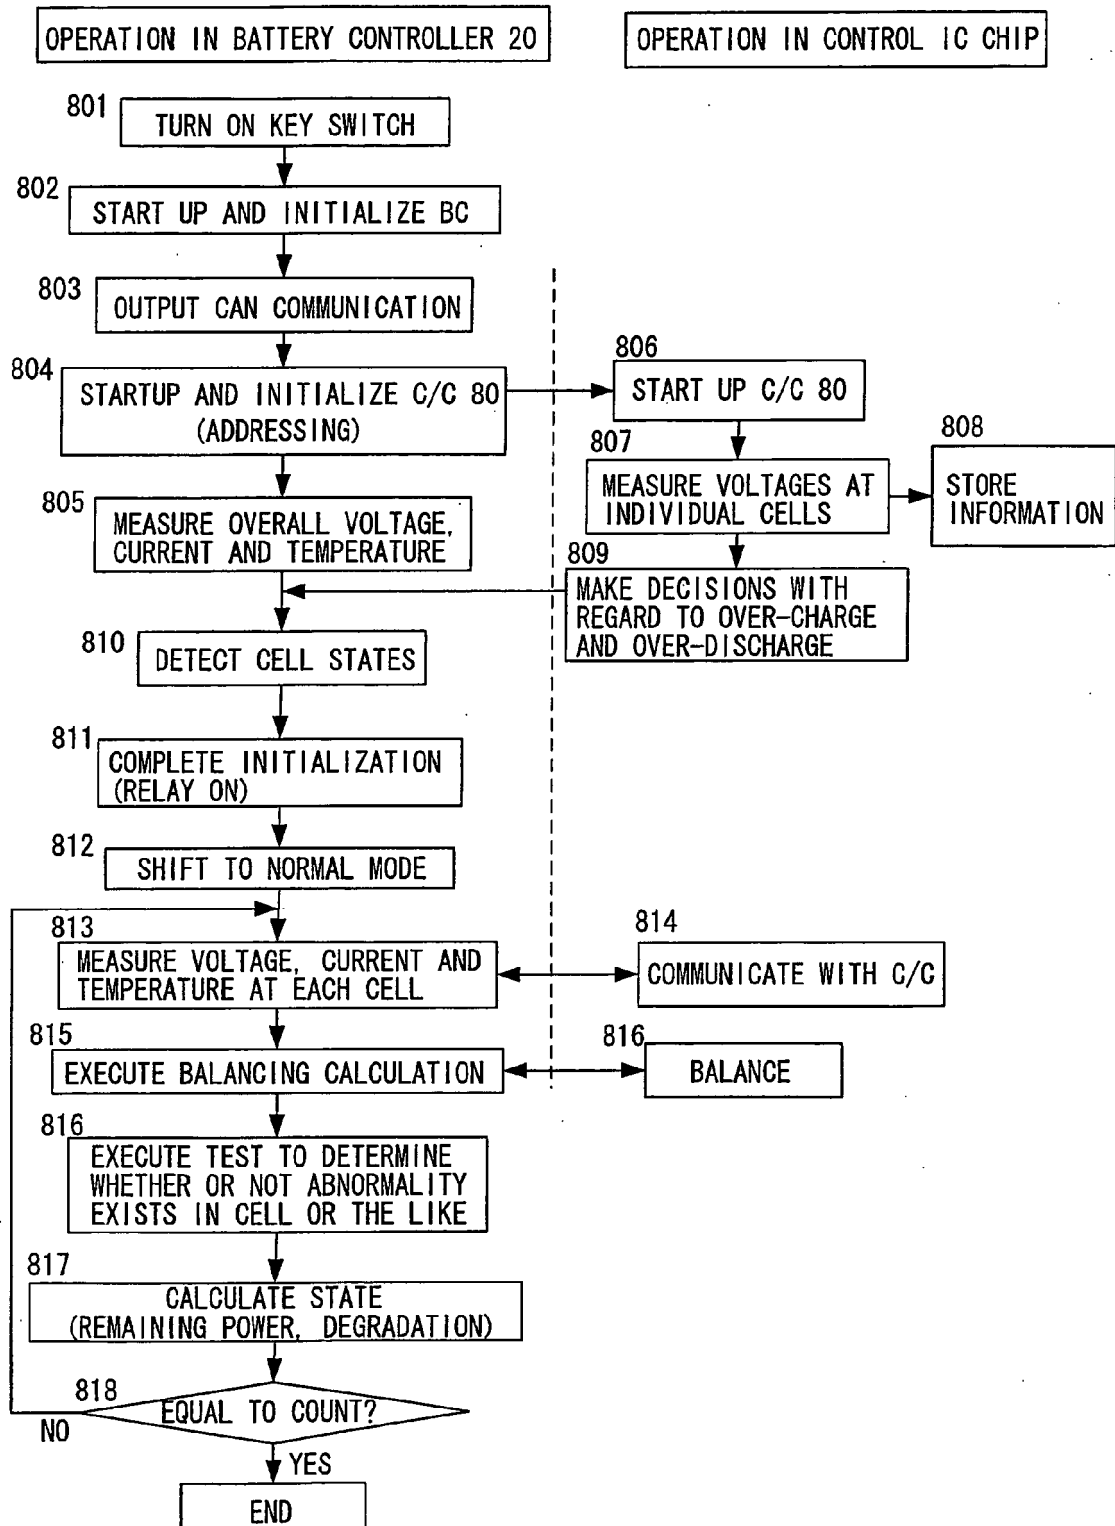 OPERATION IN BATTERY CONTROLLER 20
OPERATION IN CONTROL IC CHIP
801
TURN ON KEY SWITCH
802
START UP AND INITIALIZE BC
803
OUTPUT CAN COMMUNICATION
804
STARTUP AND INITIALIZE C/C 80
(ADDRESSING)
806
START UP C/C 80
807
MEASURE VOLTAGES AT
INDIVIDUAL CELLS
808
STORE
INFORMATION
805
MEASURE OVERALL VOLTAGE,
CURRENT AND TEMPERATURE
809
MAKE DECISIONS WITH
REGARD TO OVER-CHARGE
AND OVER-DISCHARGE
810
DETECT CELL STATES
811
COMPLETE INITIALIZATION
(RELAY ON)
812
SHIFT TO NORMAL MODE
813
MEASURE VOLTAGE, CURRENT AND
TEMPERATURE AT EACH CELL
814
COMMUNICATE WITH C/C
815
EXECUTE BALANCING CALCULATION
816
BALANCE
816
EXECUTE TEST TO DETERMINE
WHETHER OR NOT ABNORMALITY
EXISTS IN CELL OR THE LIKE
817
CALCULATE STATE
(REMAINING POWER, DEGRADATION)
818
EQUAL TO COUNT?
NO
YES
END